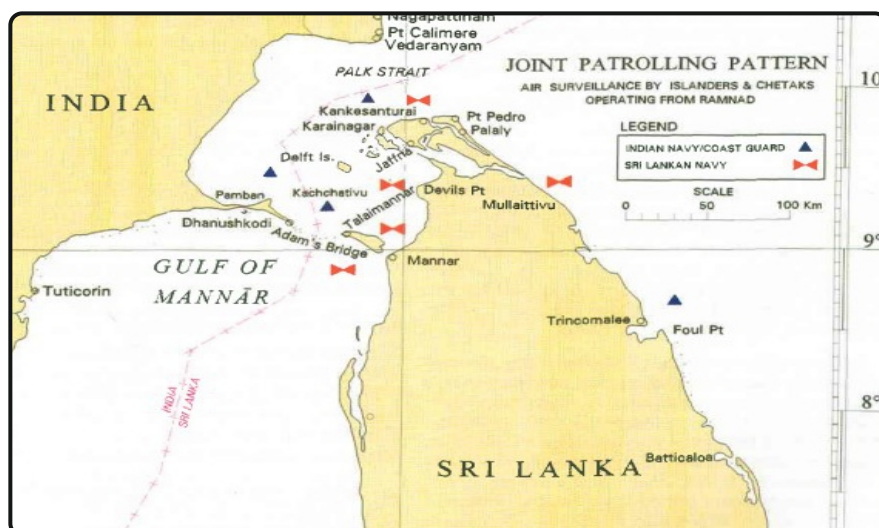 Nagapattinam
Pt Calimere
Vedaranyam
PALK STRAIT
JOINT PATROLLING PATTERN
AIR SURVEILLANCE BY ISLANDERS & CHETAKS
OPERATING FROM RAMNAD
INDIA
10°
Kankesanturai
Karainagar
Pt Pedro
Palaly
LEGEND
INDIAN NAVY/COAST GUARD
SRI LANKAN NAVY
Delft Is.
Jaffna
Pamban
Kachchativu
Devils Pt
Talaimannar
Mullaittivu
SCALE
0 50 100 Km
Dhanushkodi
Adam's Bridge
9°
GULF OF
MANNĀR
Mannar
Tuticorin
Trincomalee
Foul Pt
INDIA
SRI LANKA
8°
SRI LANKA
Batticaloa